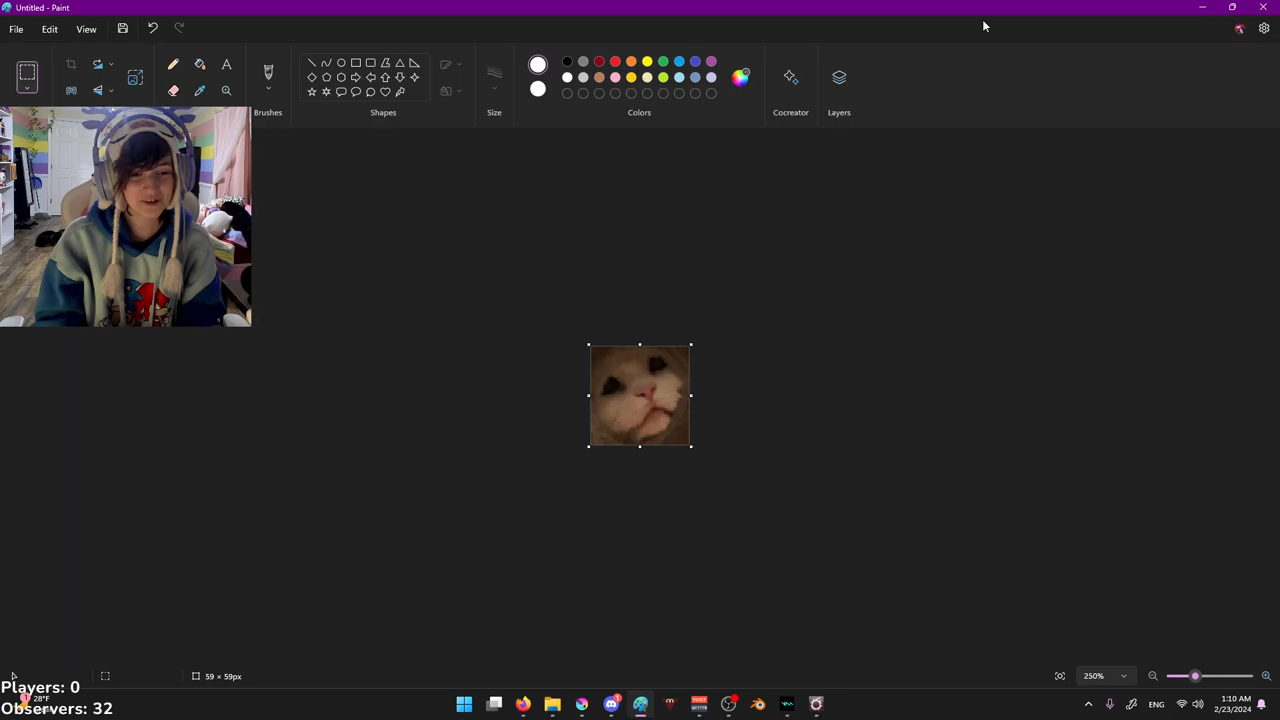 Untitled - Paint
File
Edit
View
Brushes
Shapes
Size
Colors
Cocreator
Layers
59 × 59px
250%
Players: 0
28°F
Observers: 32
ENG
1:10 AM
2/23/2024